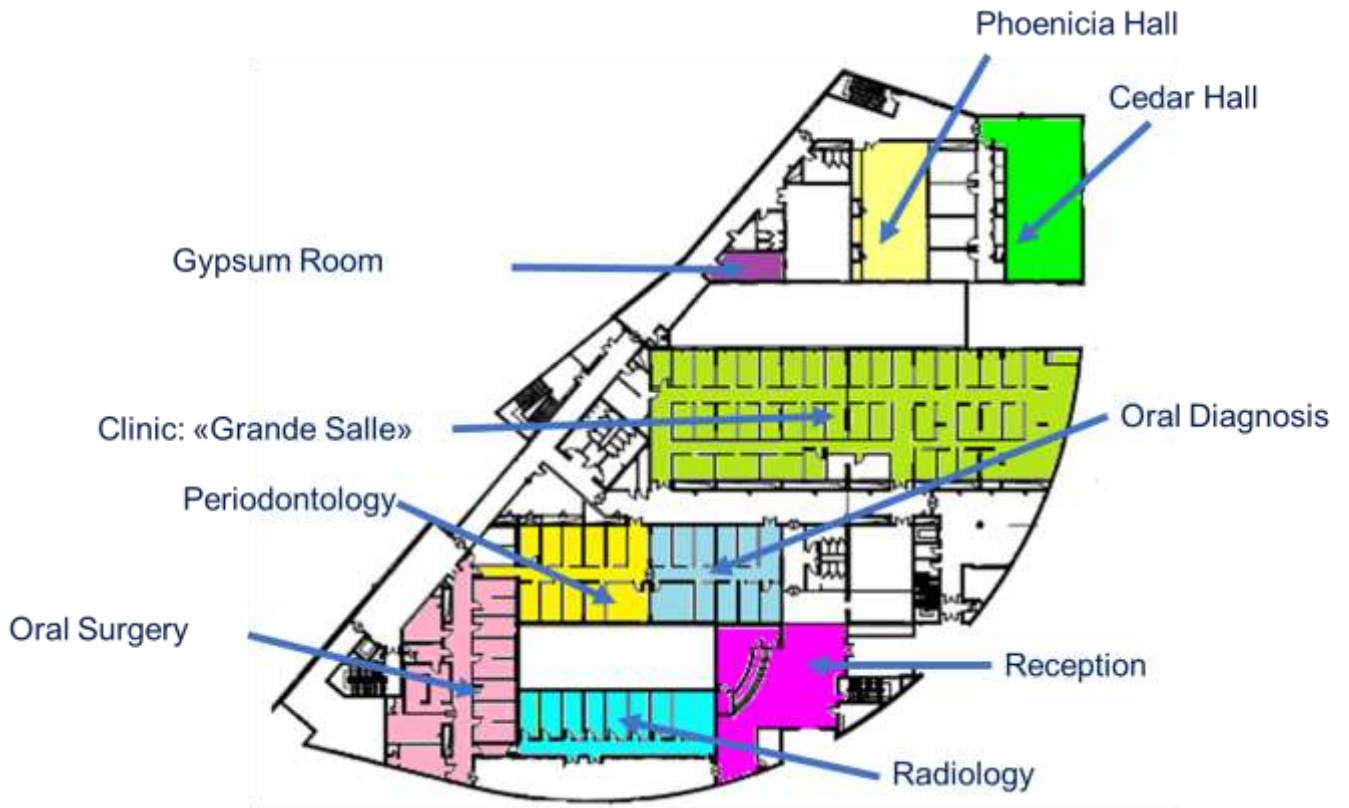 Phoenicia Hall
Cedar Hall
Gypsum Room
Clinic: «Grande Salle»
Oral Diagnosis
Periodontology
Oral Surgery
Reception
Radiology